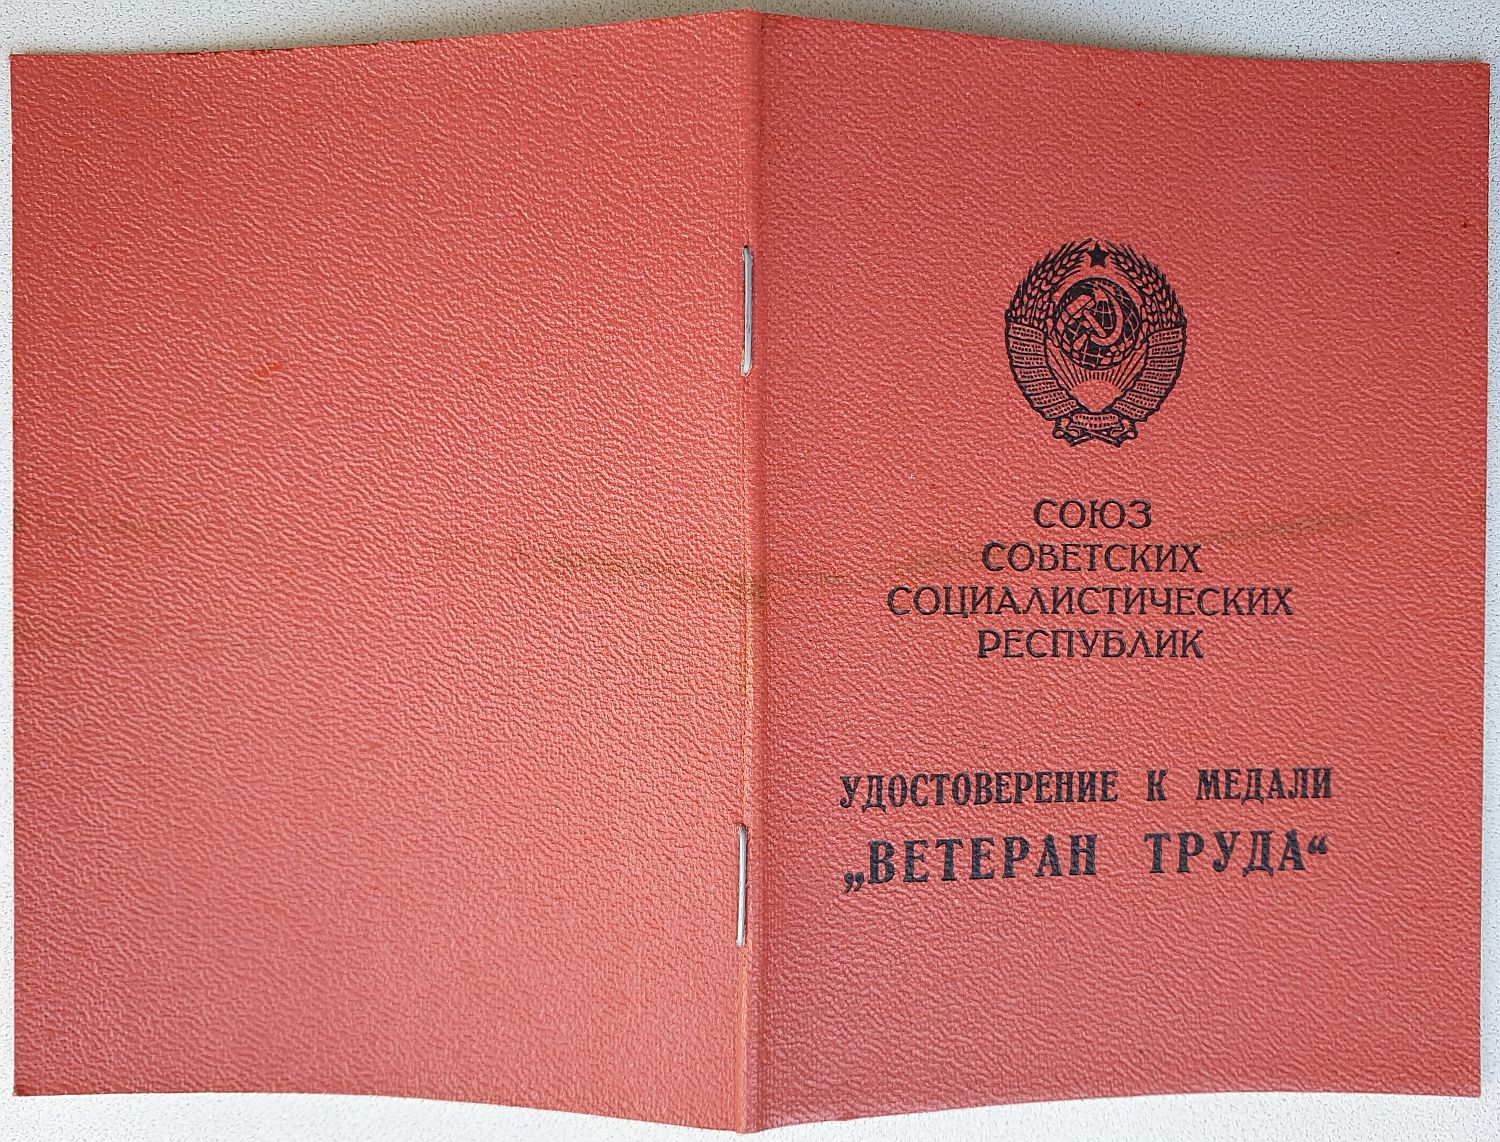 СОЮЗ
СОВЕТСКИХ
СОЦИАЛИСТИЧЕСКИХ
РЕСПУБЛИК
УДОСТОВЕРЕНИЕ К МЕДАЛИ
„ВЕТЕРАН ТРУДА“